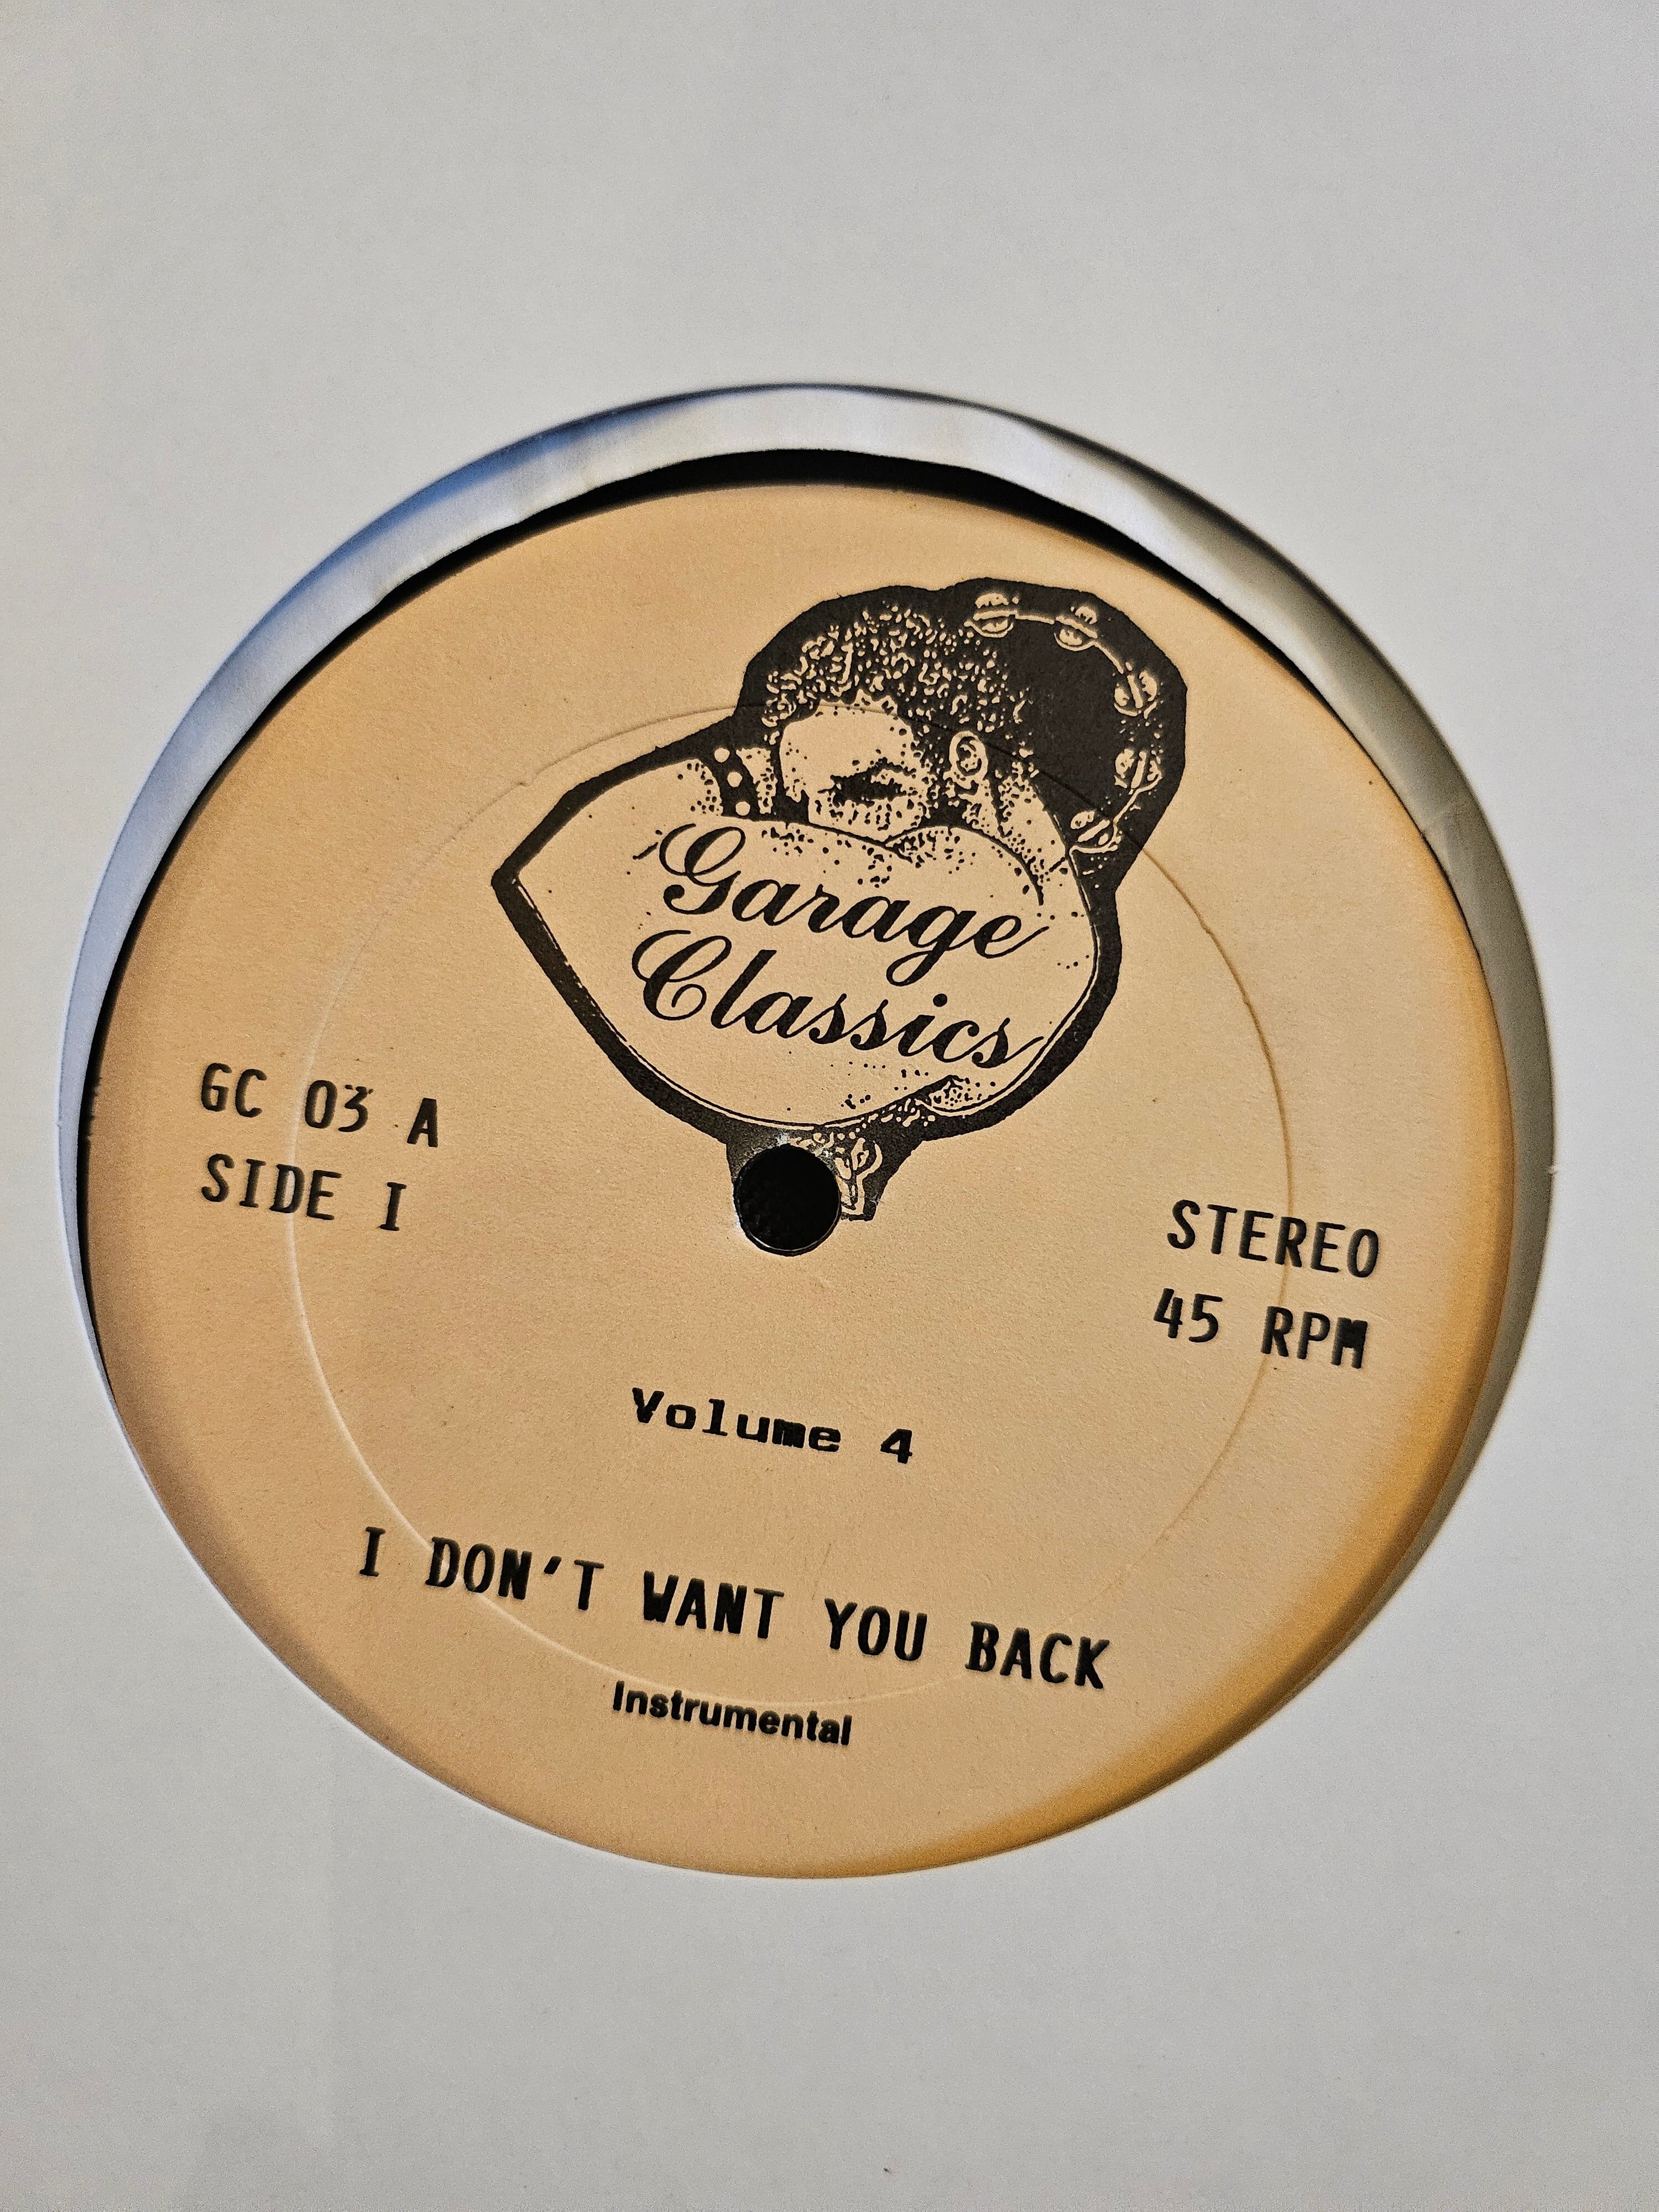 Garage
Classics
GC 03 A
SIDE I
STEREO
45 RPM
Volume 4
I DON'T WANT YOU BACK
Instrumental